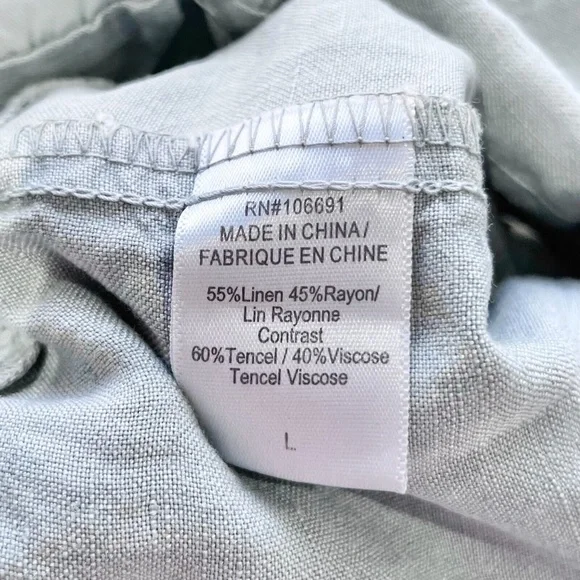 RN#106691
MADE IN CHINA/
FABRIQUE EN CHINE
55%Linen 45%Rayon/
Lin Rayonne
Contrast
60%Tencel / 40%Viscose
Tencel Viscose
L